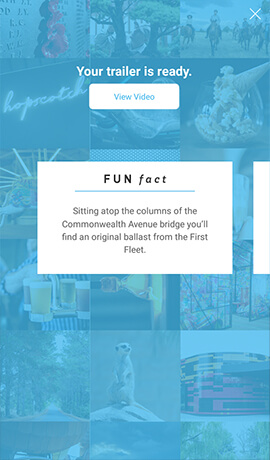 Your trailer is ready.
View Video
FUN fact
Sitting atop the columns of the
Commonwealth Avenue bridge you'll
find an original ballast from the First
Fleet.